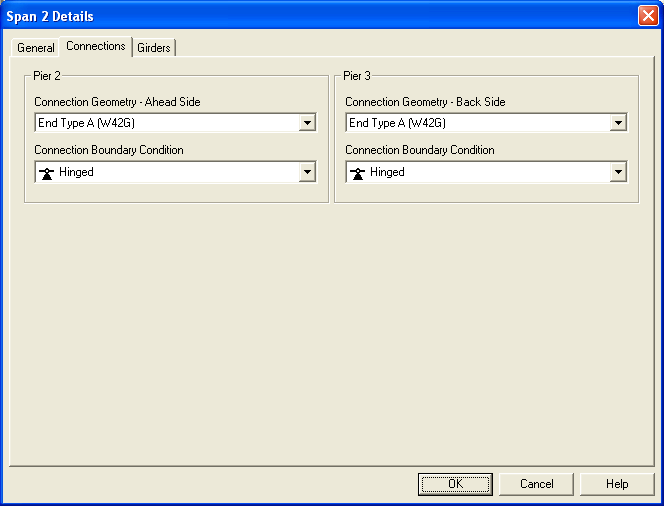 Span 2 Details
General Connections Girders
Pier 2
Connection Geometry - Ahead Side
End Type A (W42G)
Connection Boundary Condition
Hinged
Pier 3
Connection Geometry - Back Side
End Type A (W42G)
Connection Boundary Condition
Hinged
OK Cancel Help